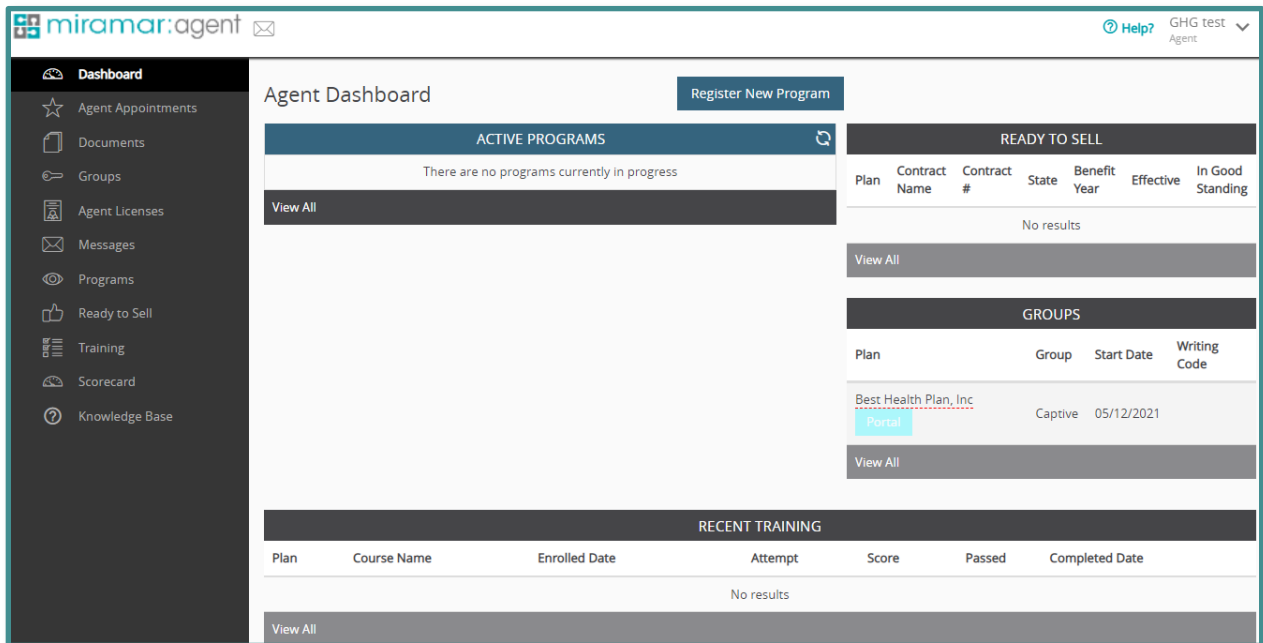 miramar:agent
Help?
GHG test
Agent
Dashboard
Agent Appointments
Documents
Groups
Agent Licenses
Messages
Programs
Ready to Sell
Training
Scorecard
Knowledge Base
Agent Dashboard
Register New Program
ACTIVE PROGRAMS
There are no programs currently in progress
View All
READY TO SELL
Plan Contract Name Contract # State Benefit Year Effective In Good Standing
No results
View All
GROUPS
Plan Group Start Date Writing Code
Best Health Plan, Inc Captive 05/12/2021
Portal
View All
RECENT TRAINING
Plan Course Name Enrolled Date Attempt Score Passed Completed Date
No results
View All